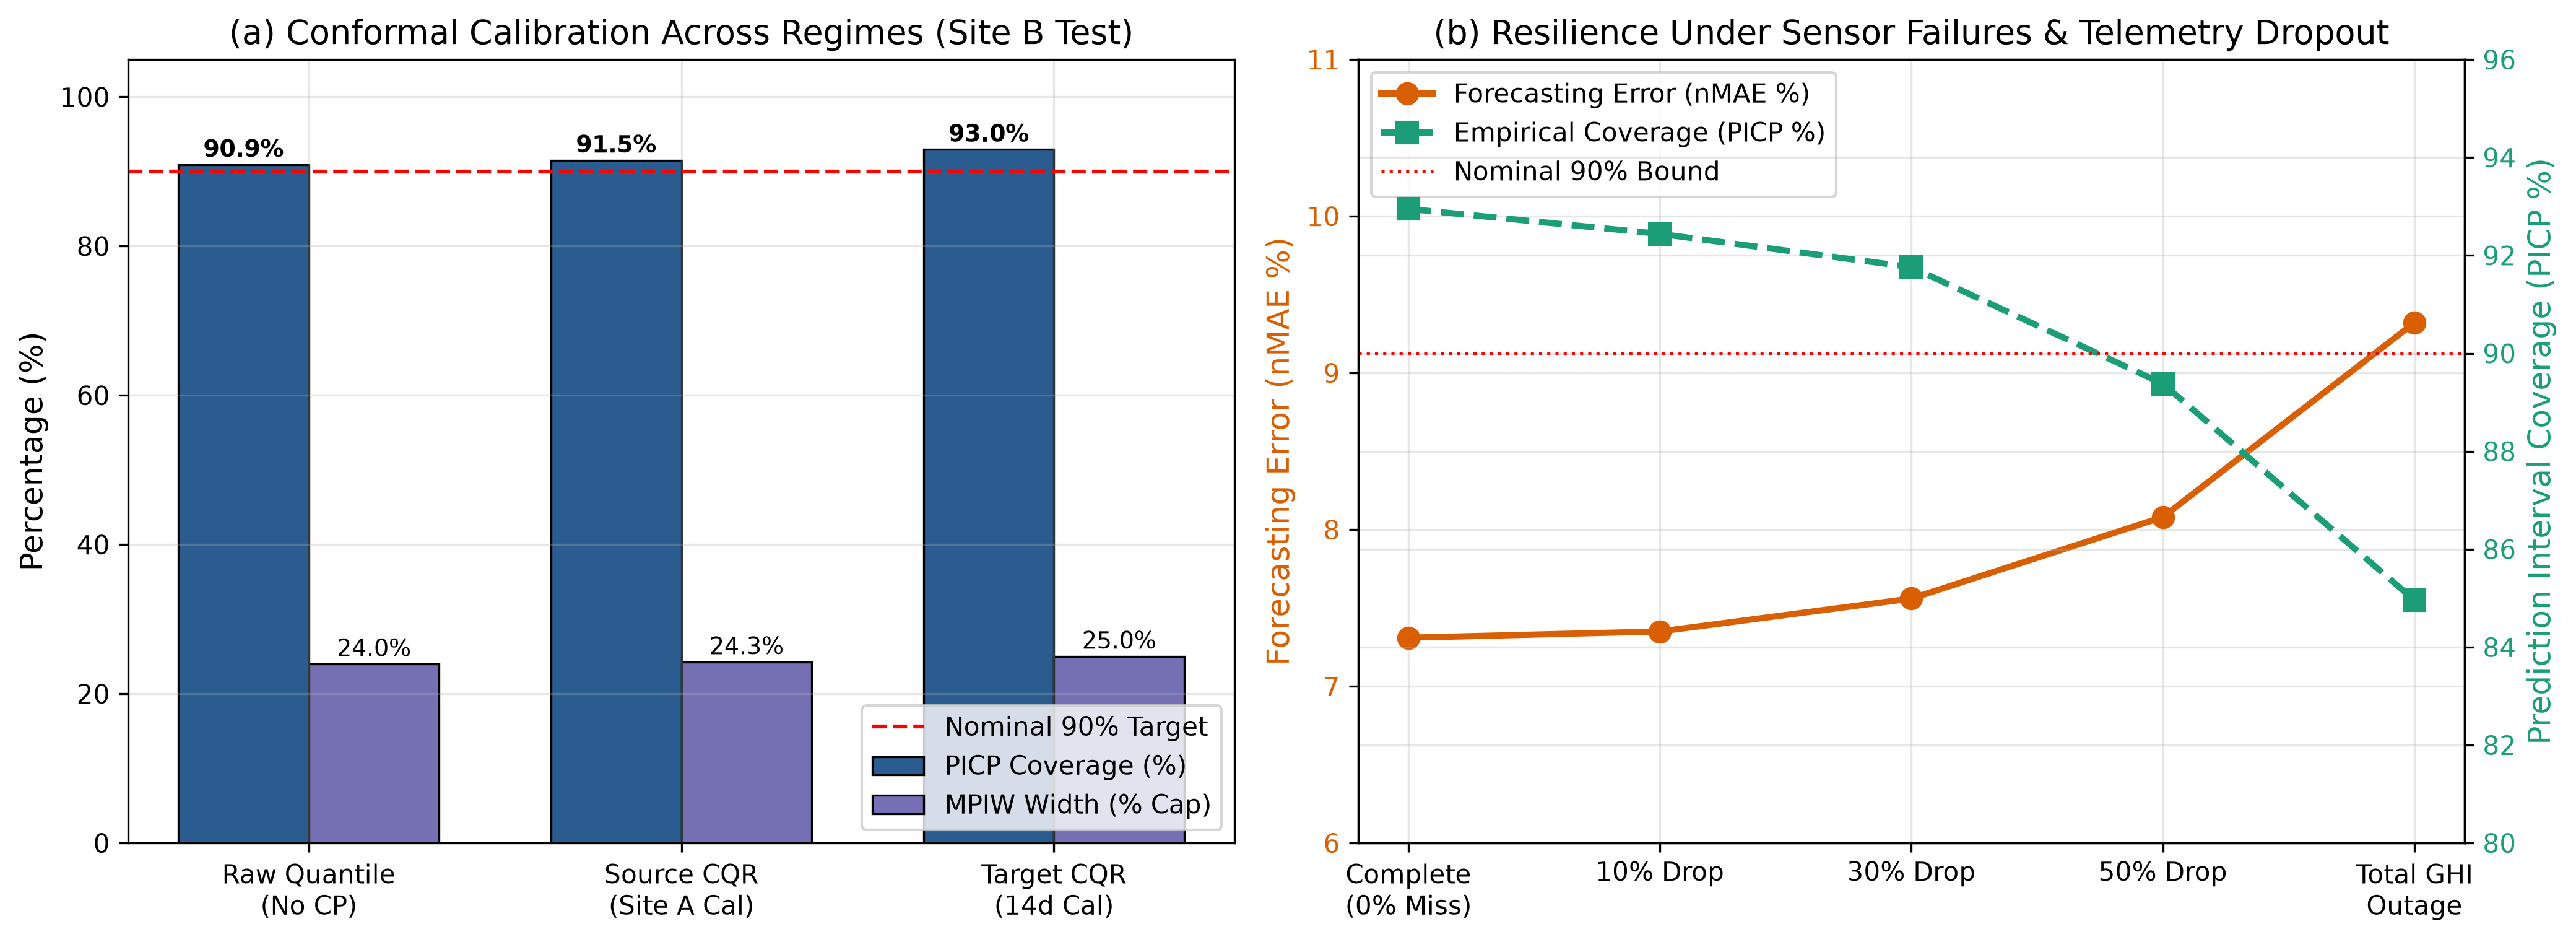 (a) Conformal Calibration Across Regimes (Site B Test)
Percentage (%)
100
80
60
40
20
0
90.9%
91.5%
93.0%
24.0%
24.3%
25.0%
Nominal 90% Target
PICP Coverage (%)
MPIW Width (% Cap)
Raw Quantile
(No CP)
Source CQR
(Site A Cal)
Target CQR
(14d Cal)
(b) Resilience Under Sensor Failures & Telemetry Dropout
Forecasting Error (nMAE %)
11
10
9
8
7
6
Forecasting Error (nMAE %)
Empirical Coverage (PICP %)
Nominal 90% Bound
Complete
(0% Miss)
10% Drop
30% Drop
50% Drop
Total GHI
Outage
96
94
92
90
88
86
84
82
80
Prediction Interval Coverage (PICP %)